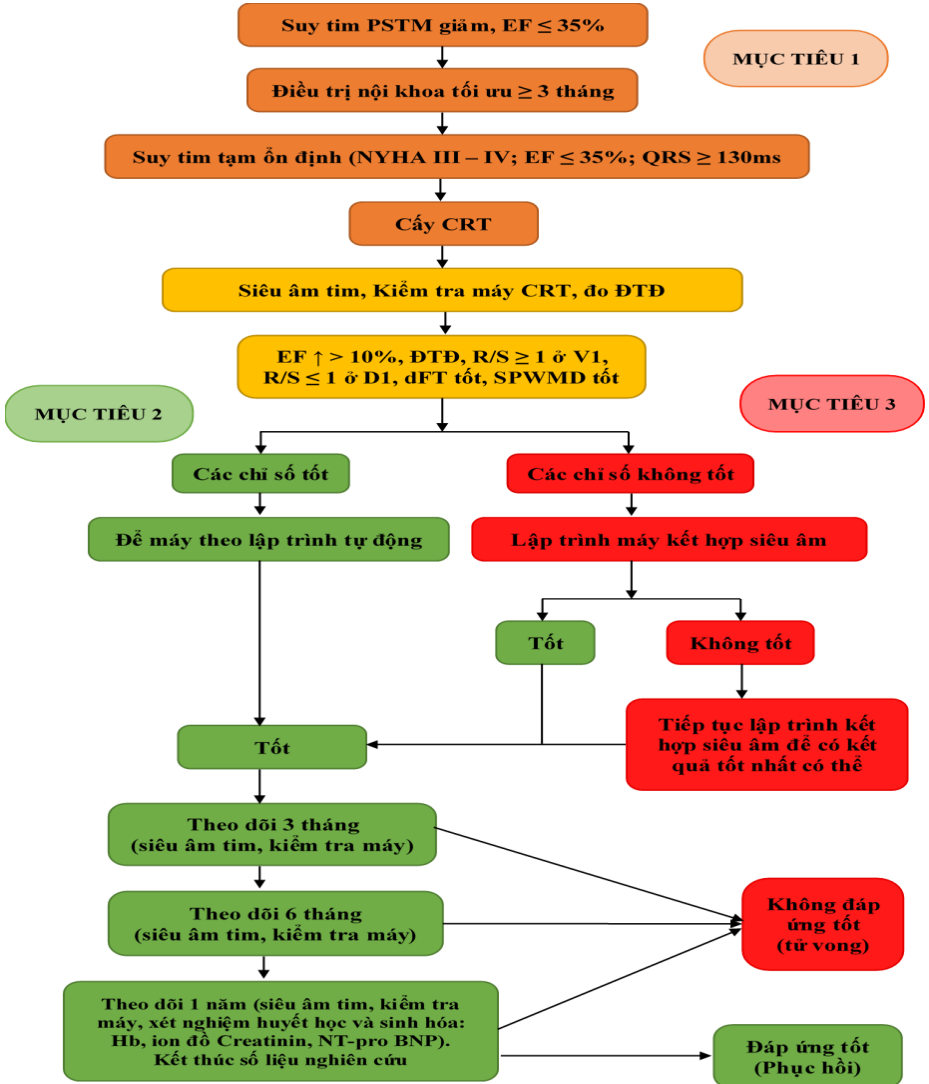 Suy tim PSTM giảm, EF ≤ 35%
MỤC TIÊU 1
Điều trị nội khoa tối ưu ≥ 3 tháng
Suy tim tạm ổn định (NYHA III – IV; EF ≤ 35%; QRS ≥ 130ms
Cấy CRT
Siêu âm tim, Kiểm tra máy CRT, đo ĐTĐ
EF ↑ > 10%, ĐTĐ, R/S ≥ 1 ở V1,
R/S ≤ 1 ở D1, dFT tốt, SPWMD tốt
MỤC TIÊU 2
MỤC TIÊU 3
Các chỉ số tốt
Các chỉ số không tốt
Để máy theo lập trình tự động
Lập trình máy kết hợp siêu âm
Tốt
Không tốt
Tiếp tục lập trình kết
hợp siêu âm để có kết
quả tốt nhất có thể
Tốt
Theo dõi 3 tháng
(siêu âm tim, kiểm tra máy)
Theo dõi 6 tháng
(siêu âm tim, kiểm tra máy)
Không đáp
ứng tốt
(tử vong)
Theo dõi 1 năm (siêu âm tim, kiểm tra
máy, xét nghiệm huyết học và sinh hóa:
Hb, ion đồ Creatinin, NT-pro BNP).
Kết thúc số liệu nghiên cứu
Đáp ứng tốt
(Phục hồi)